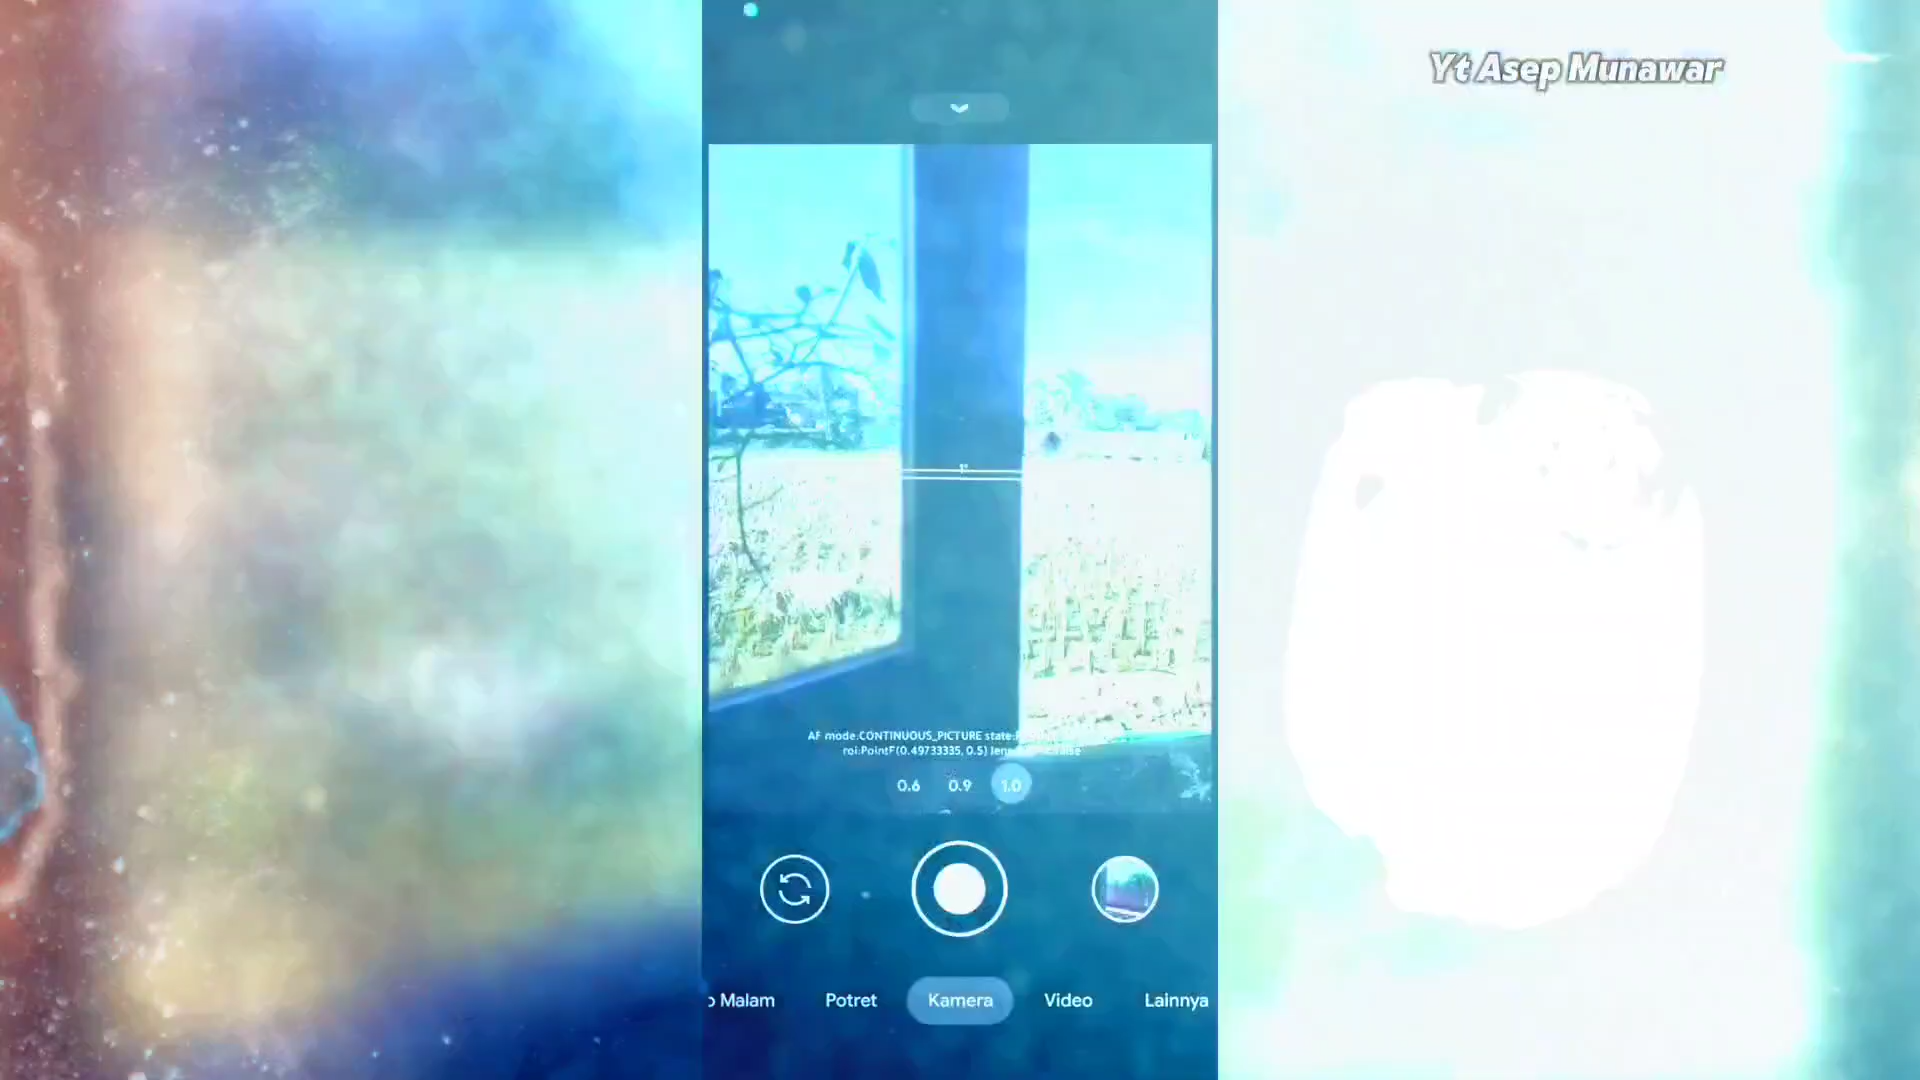 Yt Asep Munawar
1°
AF mode:CONTINUOUS_PICTURE state:
roi:PointF(0.49733335, 0.5)
0.6 0.9 1.0
o Malam Potret Kamera Video Lainnya